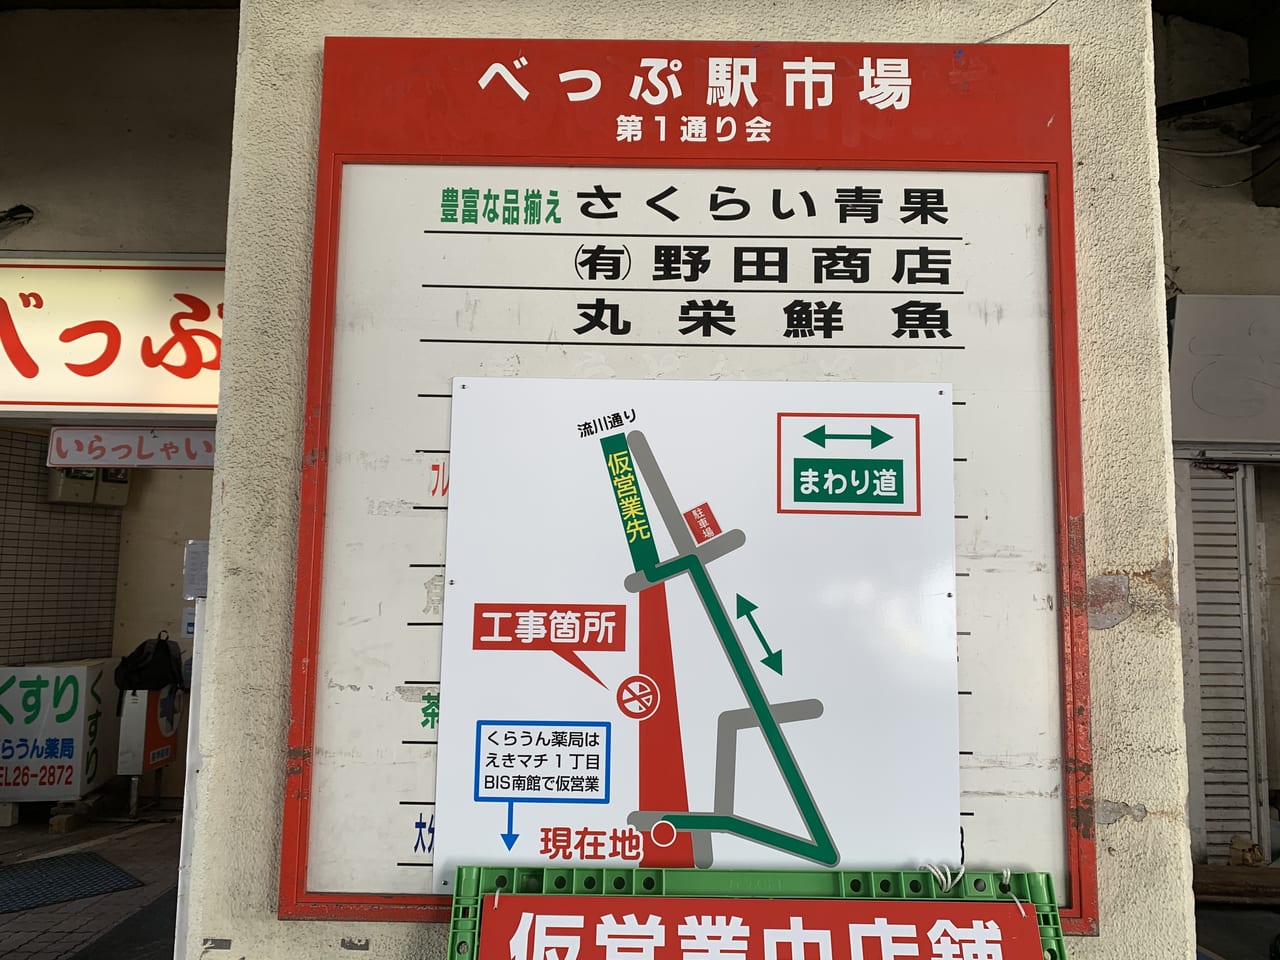 べっぷ駅市場
第1通り会
豊富な品揃え さくらい青果
㈲野田商店
丸栄鮮魚
べっぷ
いらっしゃい
流川通り
仮営業先
駐車場
まわり道
工事箇所
くらうん薬局は
えきマチ1丁目
BIS南館で仮営業
現在地
フレ
茶
大分
くすり
くすり
らうん薬局
EL26-2872
仮営業中店舗